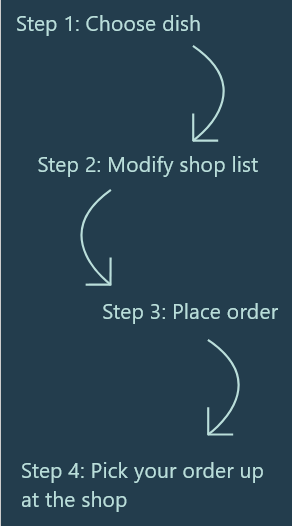 Step 1: Choose dish
Step 2: Modify shop list
Step 3: Place order
Step 4: Pick your order up
at the shop